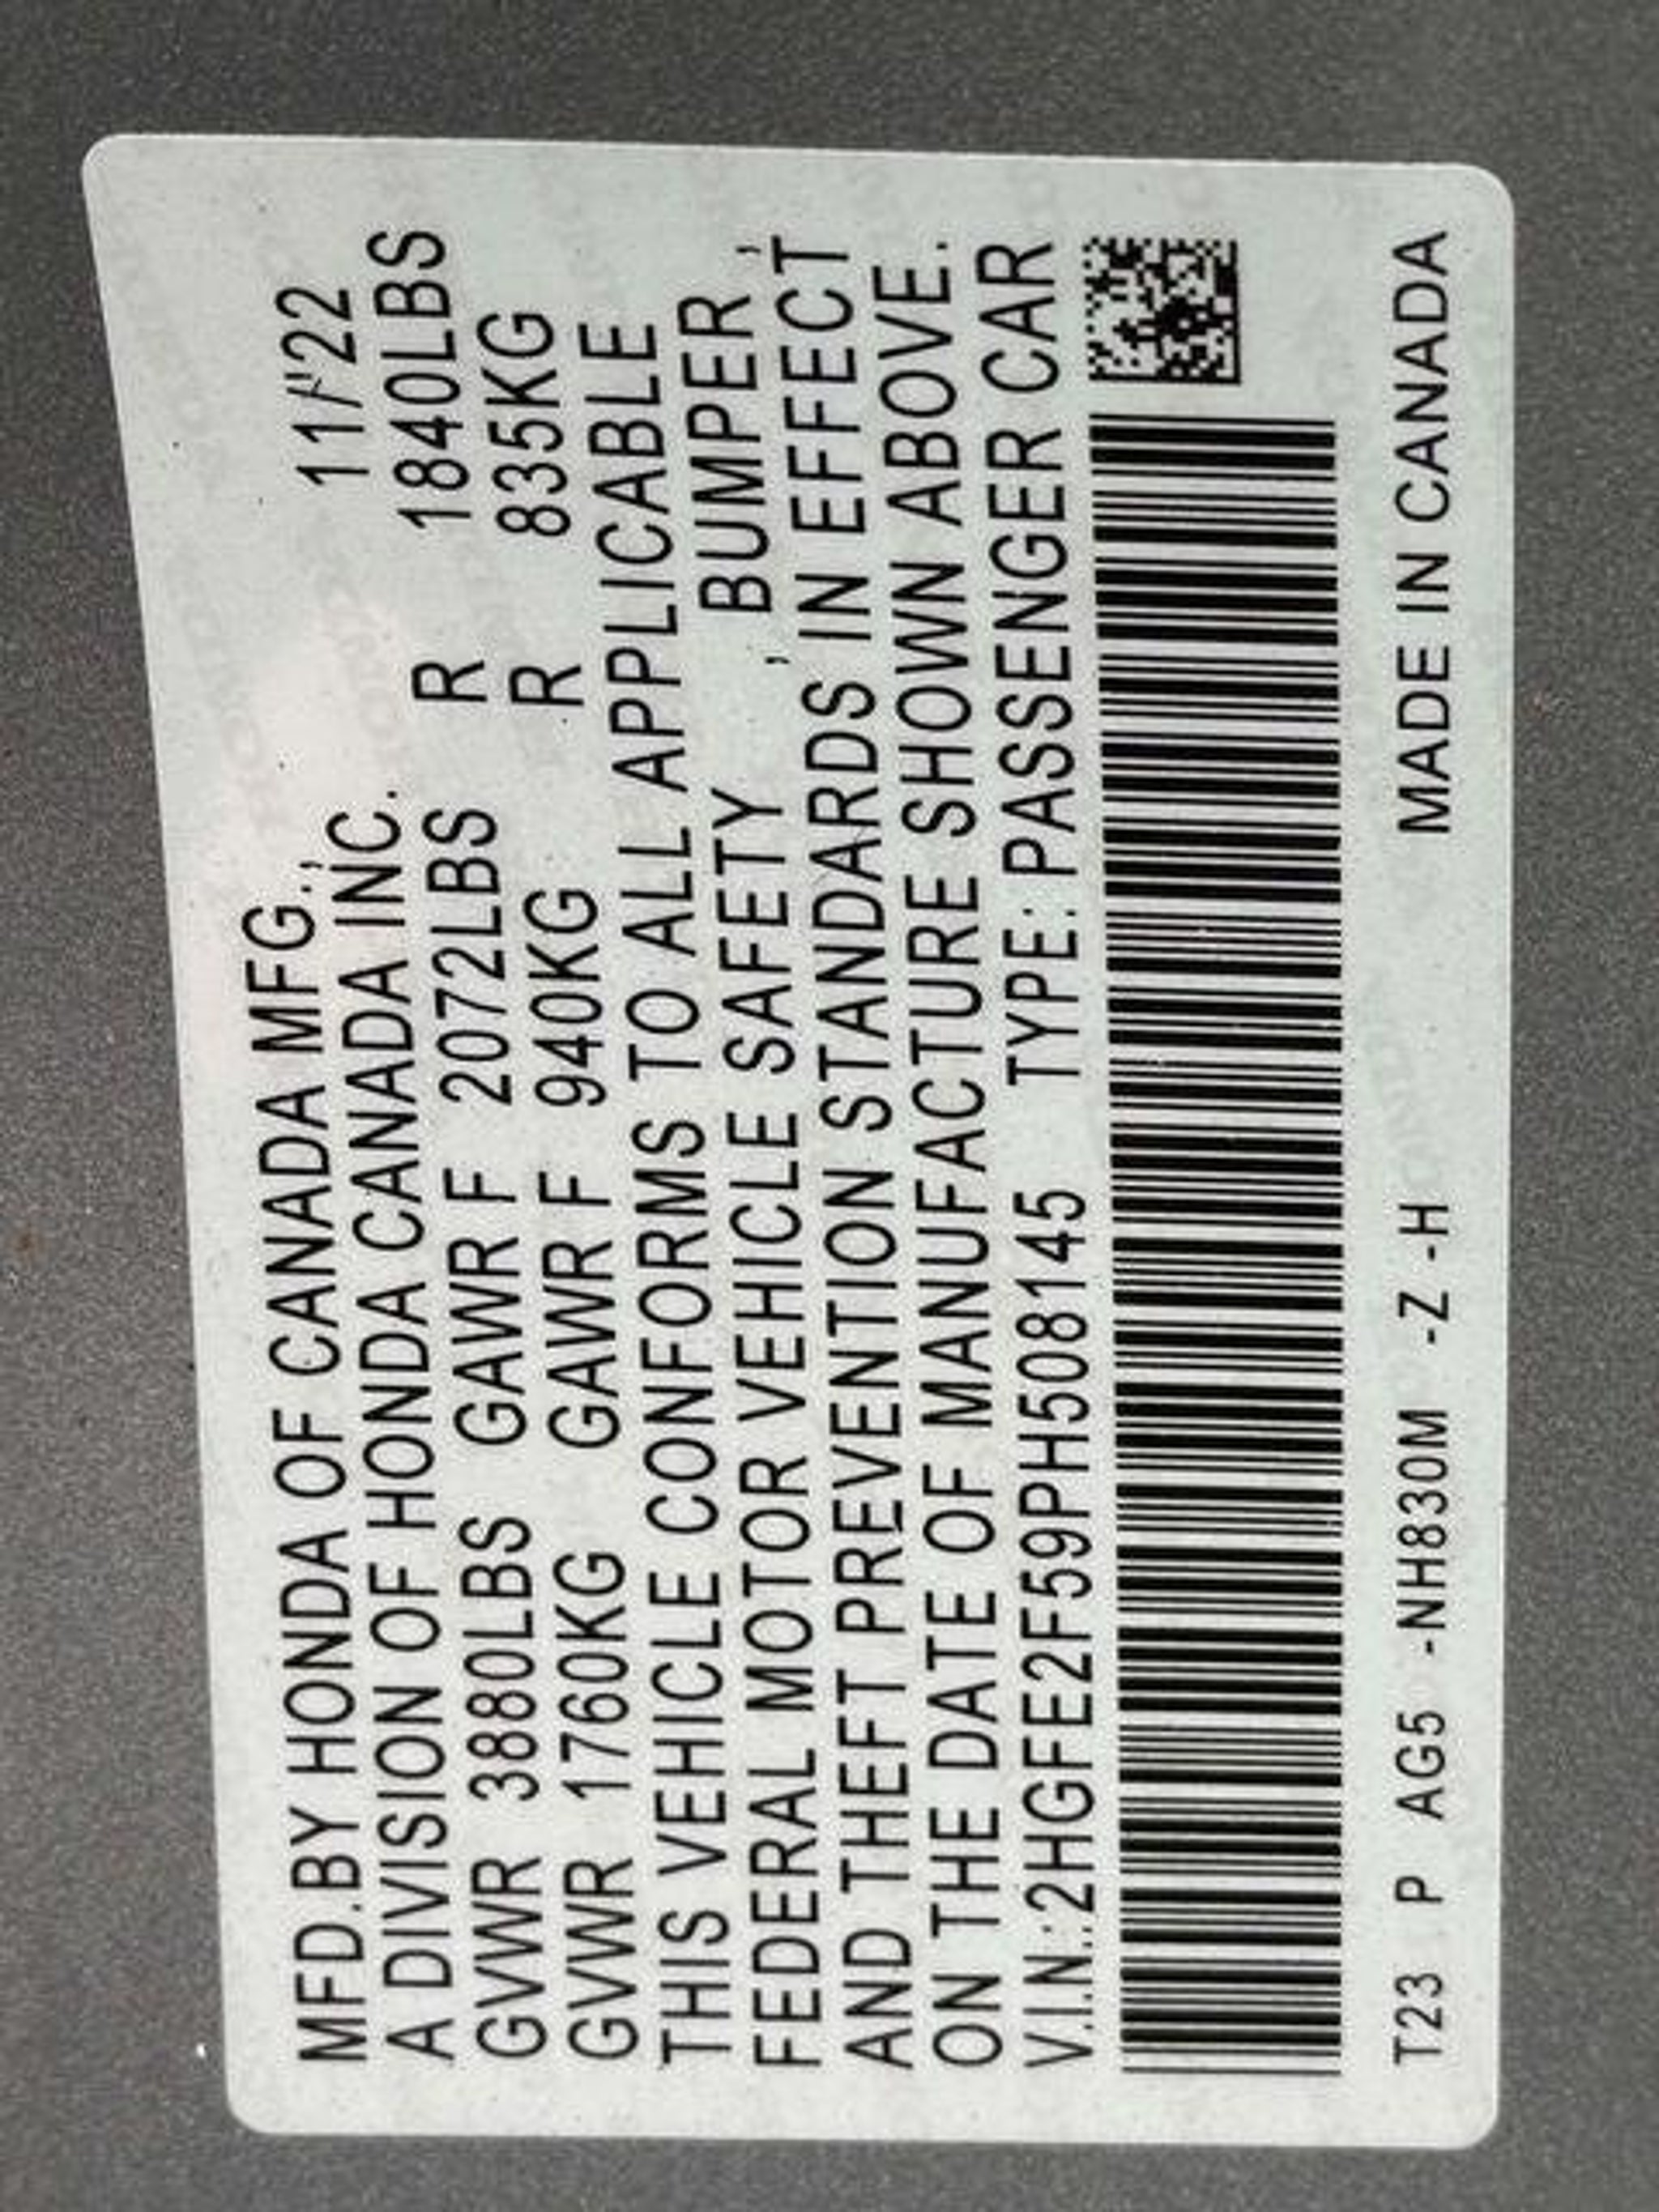 MFD.BY HONDA OF CANADA MFG.,
A DIVISION OF HONDA CANADA INC. 11/'22
GVWR 3880LBS GAWR F 2072LBS R 1840LBS
GVWR 1760KG GAWR F 940KG R 835KG
THIS VEHICLE CONFORMS TO ALL APPLICABLE
FEDERAL MOTOR VEHICLE SAFETY , BUMPER ,
AND THEFT PREVENTION STANDARDS IN EFFECT
ON THE DATE OF MANUFACTURE SHOWN ABOVE.
V.I.N.:2HGFE2F59PH508145 TYPE: PASSENGER CAR
T23 P AG5 -NH830M -Z -H MADE IN CANADA